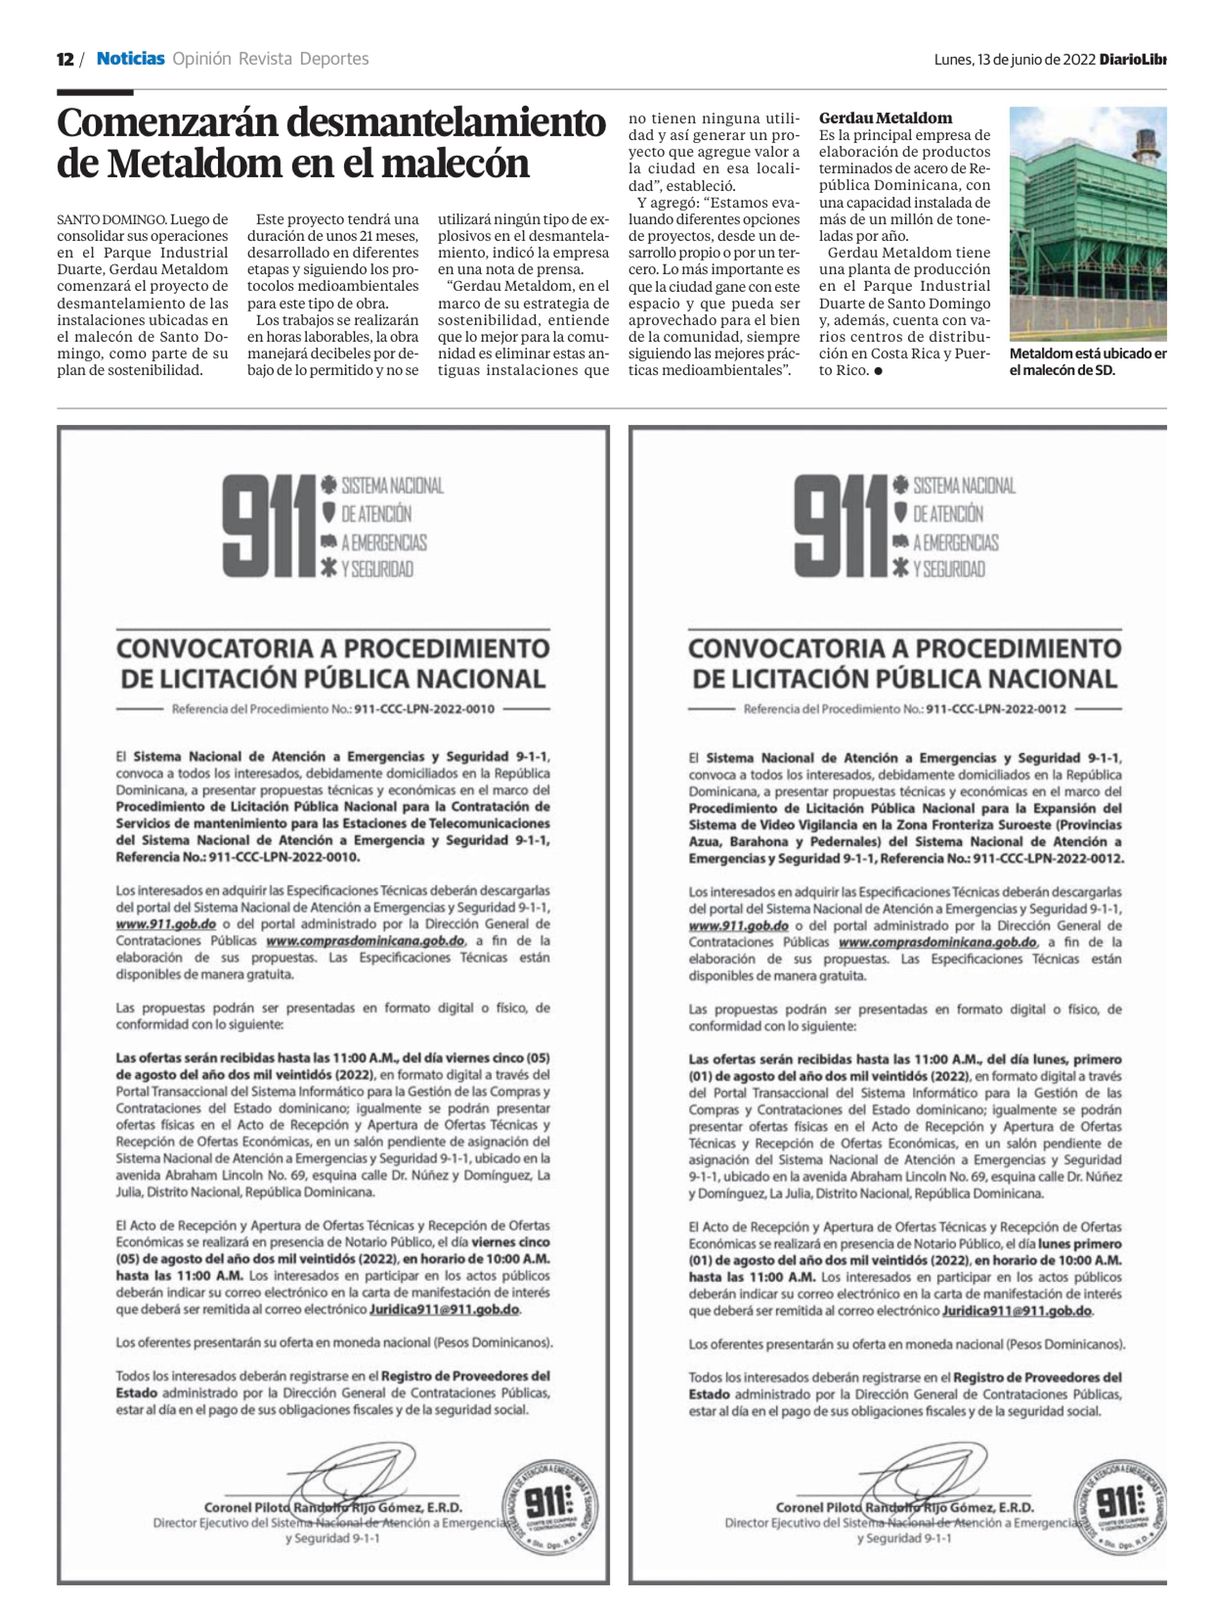 12 / Noticias Opinión Revista Deportes
Lunes, 13 de junio de 2022 DiarioLibr
Comenzarán desmantelamiento
de Metaldom en el malecón
SANTO DOMINGO. Luego de
consolidar sus operaciones
en el Parque Industrial
Duarte, Gerdau Metaldom
comenzará el proyecto de
desmantelamiento de las
instalaciones ubicadas en
el malecón de Santo Do-
mingo, como parte de su
plan de sostenibilidad.
Este proyecto tendrá una
duración de unos 21 meses,
desarrollado en diferentes
etapas y siguiendo los pro-
tocolos medioambientales
para este tipo de obra.
Los trabajos se realizarán
en horas laborables, la obra
manejará decibeles por de-
bajo de lo permitido y no se
utilizará ningún tipo de ex-
plosivos en el desmantela-
miento, indicó la empresa
en una nota de prensa.
“Gerdau Metaldom, en el
marco de su estrategia de
sostenibilidad, entiende
que lo mejor para la comu-
nidad es eliminar estas an-
tiguas instalaciones que
no tienen ninguna utili-
dad y así generar un pro-
yecto que agregue valor a
la ciudad en esa locali-
dad”, estableció.
Y agregó: “Estamos eva-
luando diferentes opciones
de proyectos, desde un de-
sarrollo propio o por un ter-
cero. Lo más importante es
que la ciudad gane con este
espacio y que pueda ser
aprovechado para el bien
de la comunidad, siempre
siguiendo las mejores prác-
ticas medioambientales”.
Gerdau Metaldom
Es la principal empresa de
elaboración de productos
terminados de acero de Re-
pública Dominicana, con
una capacidad instalada de
más de un millón de tone-
ladas por año.
Gerdau Metaldom tiene
una planta de producción
en el Parque Industrial
Duarte de Santo Domingo
y, además, cuenta con va-
rios centros de distribu-
ción en Costa Rica y Puer-
to Rico.
Metaldom está ubicado en
el malecón de SD.
911 SISTEMA NACIONAL
DE ATENCIÓN
A EMERGENCIAS
Y SEGURIDAD
CONVOCATORIA A PROCEDIMIENTO
DE LICITACIÓN PÚBLICA NACIONAL
Referencia del Procedimiento No.: 911-CCC-LPN-2022-0010
El Sistema Nacional de Atención a Emergencias y Seguridad 9-1-1,
convoca a todos los interesados, debidamente domiciliados en la República
Dominicana, a presentar propuestas técnicas y económicas en el marco del
Procedimiento de Licitación Pública Nacional para la Contratación de
Servicios de mantenimiento para las Estaciones de Telecomunicaciones
del Sistema Nacional de Atención a Emergencia y Seguridad 9-1-1,
Referencia No.: 911-CCC-LPN-2022-0010.
Los interesados en adquirir las Especificaciones Técnicas deberán descargarlas
del portal del Sistema Nacional de Atención a Emergencias y Seguridad 9-1-1,
www.911.gob.do o del portal administrado por la Dirección General de
Contrataciones Públicas www.comprasdominicana.gob.do, a fin de la
elaboración de sus propuestas. Las Especificaciones Técnicas están
disponibles de manera gratuita.
Las propuestas podrán ser presentadas en formato digital o físico, de
conformidad con lo siguiente:
Las ofertas serán recibidas hasta las 11:00 A.M., del día viernes cinco (05)
de agosto del año dos mil veintidós (2022), en formato digital a través del
Portal Transaccional del Sistema Informático para la Gestión de las Compras y
Contrataciones del Estado dominicano; igualmente se podrán presentar
ofertas físicas en el Acto de Recepción y Apertura de Ofertas Técnicas y
Recepción de Ofertas Económicas, en un salón pendiente de asignación del
Sistema Nacional de Atención a Emergencias y Seguridad 9-1-1, ubicado en la
avenida Abraham Lincoln No. 69, esquina calle Dr. Núñez y Domínguez, La
Julia, Distrito Nacional, República Dominicana.
El Acto de Recepción y Apertura de Ofertas Técnicas y Recepción de Ofertas
Económicas se realizará en presencia de Notario Público, el día viernes cinco
(05) de agosto del año dos mil veintidós (2022), en horario de 10:00 A.M.
hasta las 11:00 A.M. Los interesados en participar en los actos públicos
deberán indicar su correo electrónico en la carta de manifestación de interés
que deberá ser remitida al correo electrónico Juridica911@911.gob.do.
Los oferentes presentarán su oferta en moneda nacional (Pesos Dominicanos).
Todos los interesados deberán registrarse en el Registro de Proveedores del
Estado administrado por la Dirección General de Contrataciones Públicas,
estar al día en el pago de sus obligaciones fiscales y de la seguridad social.
Coronel Piloto Randolfo Rijo Gómez, E.R.D.
Director Ejecutivo del Sistema Nacional de Atención a Emergencias
y Seguridad 9-1-1
911
COMITÉ DE COMPRAS
Y CONTRATACIONES
Sto. Dgo. R.D.
911 SISTEMA NACIONAL
DE ATENCIÓN
A EMERGENCIAS
Y SEGURIDAD
CONVOCATORIA A PROCEDIMIENTO
DE LICITACIÓN PÚBLICA NACIONAL
Referencia del Procedimiento No.: 911-CCC-LPN-2022-0012
El Sistema Nacional de Atención a Emergencias y Seguridad 9-1-1,
convoca a todos los interesados, debidamente domiciliados en la República
Dominicana, a presentar propuestas técnicas y económicas en el marco del
Procedimiento de Licitación Pública Nacional para la Expansión del
Sistema de Video Vigilancia en la Zona Fronteriza Suroeste (Provincias
Azua, Barahona y Pedernales) del Sistema Nacional de Atención a
Emergencias y Seguridad 9-1-1, Referencia No.: 911-CCC-LPN-2022-0012.
Los interesados en adquirir las Especificaciones Técnicas deberán descargarlas
del portal del Sistema Nacional de Atención a Emergencias y Seguridad 9-1-1,
www.911.gob.do o del portal administrado por la Dirección General de
Contrataciones Públicas www.comprasdominicana.gob.do, a fin de la
elaboración de sus propuestas. Las Especificaciones Técnicas están
disponibles de manera gratuita.
Las propuestas podrán ser presentadas en formato digital o físico, de
conformidad con lo siguiente:
Las ofertas serán recibidas hasta las 11:00 A.M., del día lunes, primero
(01) de agosto del año dos mil veintidós (2022), en formato digital a través
del Portal Transaccional del Sistema Informático para la Gestión de las
Compras y Contrataciones del Estado dominicano; igualmente se podrán
presentar ofertas físicas en el Acto de Recepción y Apertura de Ofertas
Técnicas y Recepción de Ofertas Económicas, en un salón pendiente de
asignación del Sistema Nacional de Atención a Emergencias y Seguridad
9-1-1, ubicado en la avenida Abraham Lincoln No. 69, esquina calle Dr. Núñez
y Domínguez, La Julia, Distrito Nacional, República Dominicana.
El Acto de Recepción y Apertura de Ofertas Técnicas y Recepción de Ofertas
Económicas se realizará en presencia de Notario Público, el día lunes primero
(01) de agosto del año dos mil veintidós (2022), en horario de 10:00 A.M.
hasta las 11:00 A.M. Los interesados en participar en los actos públicos
deberán indicar su correo electrónico en la carta de manifestación de interés
que deberá ser remitida al correo electrónico Juridica911@911.gob.do.
Los oferentes presentarán su oferta en moneda nacional (Pesos Dominicanos).
Todos los interesados deberán registrarse en el Registro de Proveedores del
Estado administrado por la Dirección General de Contrataciones Públicas,
estar al día en el pago de sus obligaciones fiscales y de la seguridad social.
Coronel Piloto Randolfo Rijo Gómez, E.R.D.
Director Ejecutivo del Sistema Nacional de Atención a Emergencias
y Seguridad 9-1-1
911
COMITÉ DE COMPRAS
Y CONTRATACIONES
Sto. Dgo. R.D.